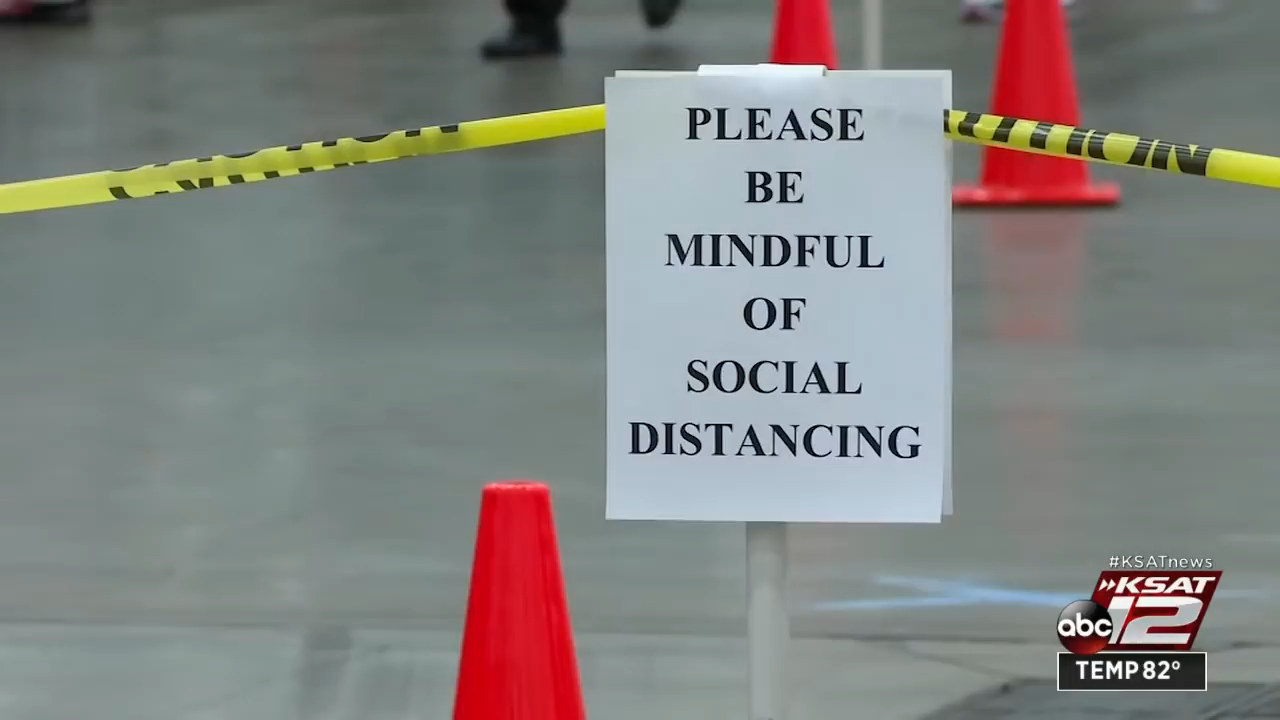 PLEASE
BE
MINDFUL
OF
SOCIAL
DISTANCING
#KSATnews
KSAT
abc 12
TEMP 82°